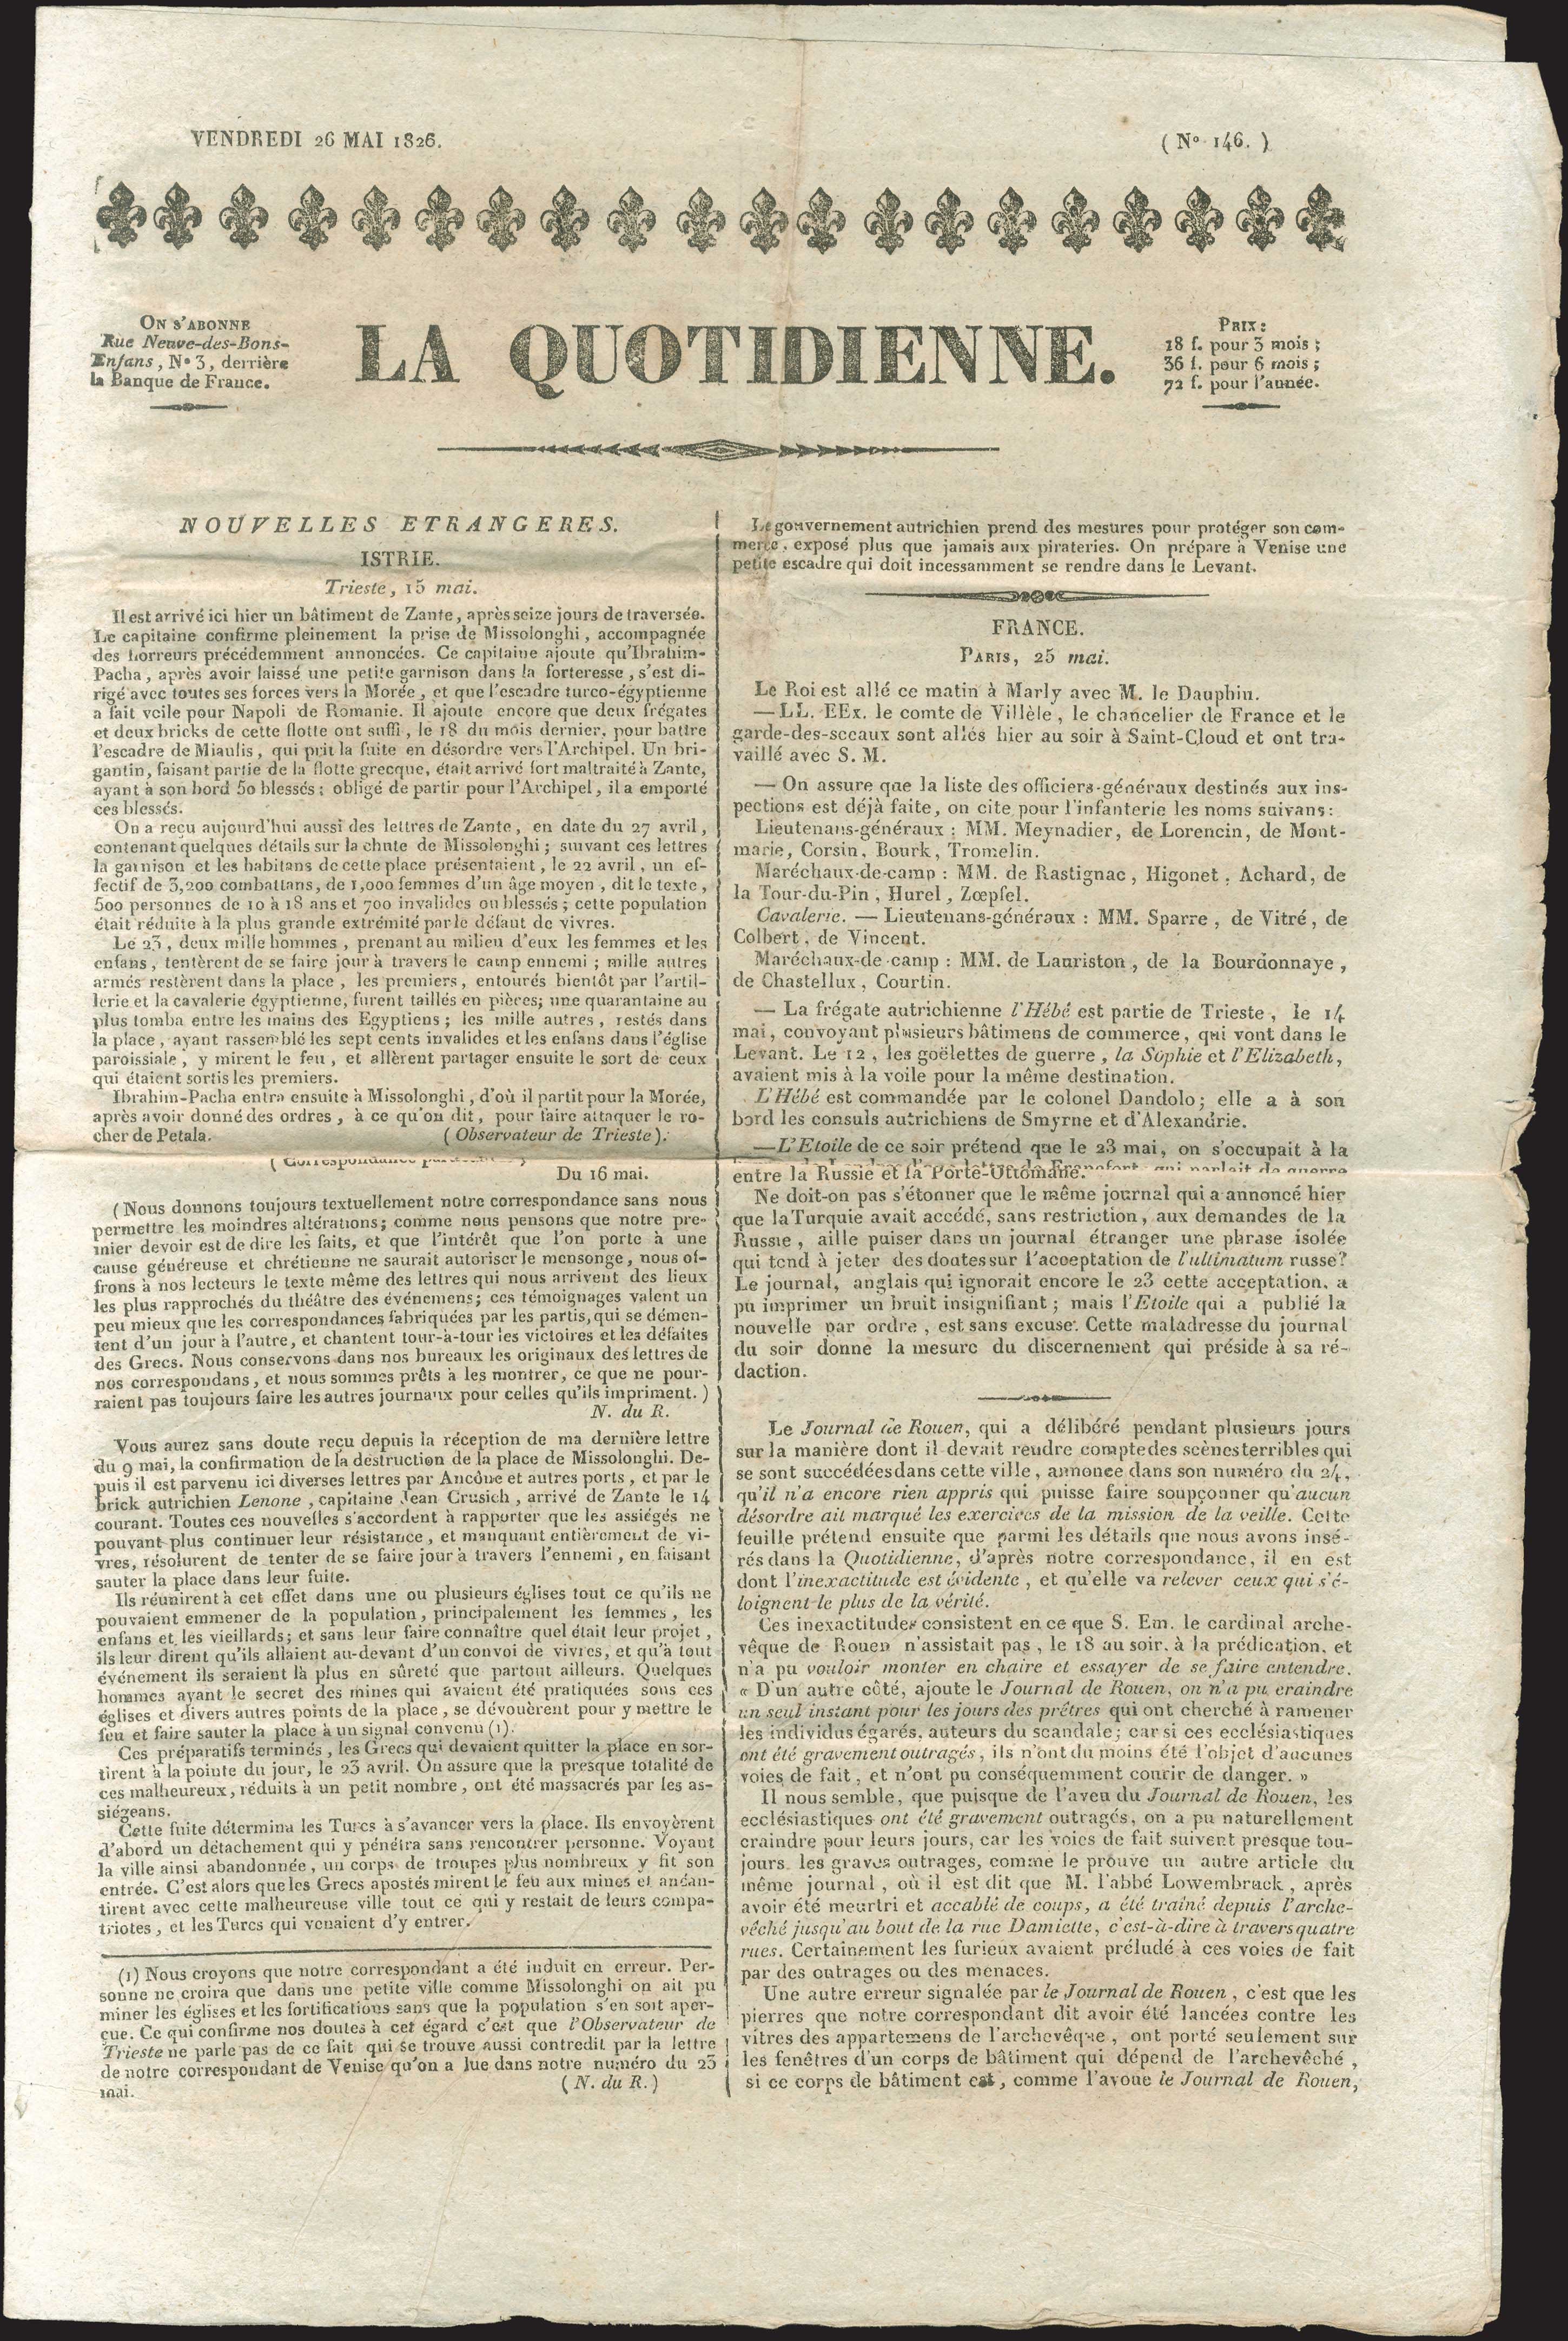 VENDREDI 26 MAI 1826.
( N° 146. )
ON S'ABONNE
Rue Neuve-des-Bons-
Enfans, N° 3, derrière
la Banque de France.
LA QUOTIDIENNE.
PRIX :
18 f. pour 3 mois ;
36 f. pour 6 mois ;
72 f. pour l'année.
NOUVELLES ETRANGERES.
ISTRIE.
Trieste, 15 mai.
Il est arrivé ici hier un bâtiment de Zante, après seize jours de traversée.
Le capitaine confirme pleinement la prise de Missolonghi, accompagnée
des horreurs précédemment annoncées. Ce capitaine ajoute qu'Ibrahim-
Pacha, après avoir laissé une petite garnison dans la forteresse, s'est di-
rigé avec toutes ses forces vers la Morée, et que l'escadre turco-égyptienne
a fait voile pour Napoli de Romanie. Il ajoute encore que deux frégates
et deux bricks de cette flotte ont suffi, le 18 du mois dernier, pour battre
l'escadre de Miaulis, qui prit la fuite en désordre vers l'Archipel. Un bri-
gantin, faisant partie de la flotte grecque, était arrivé fort maltraité à Zante,
ayant à son bord 50 blessés ; obligé de partir pour l'Archipel, il a emporté
ces blessés.
On a reçu aujourd'hui aussi des lettres de Zante, en date du 27 avril,
contenant quelques détails sur la chute de Missolonghi ; suivant ces lettres
la garnison et les habitans de cette place présentaient, le 22 avril, un ef-
fectif de 3,200 combattans, de 1,000 femmes d'un âge moyen, dit le texte,
500 personnes de 10 à 18 ans et 700 invalides ou blessés ; cette population
était réduite à la plus grande extrémité par le défaut de vivres.
Le 23, deux mille hommes, prenant au milieu d'eux les femmes et les
enfans, tentèrent de se faire jour à travers le camp ennemi ; mille autres
armés restèrent dans la place, les premiers, entourés bientôt par l'artil-
lerie et la cavalerie égyptienne, furent taillés en pièces; une quarantaine au
plus tomba entre les mains des Egyptiens ; les mille autres, restés dans
la place, ayant rassemblé les sept cents invalides et les enfans dans l'église
paroissiale, y mirent le feu, et allèrent partager ensuite le sort de ceux
qui étaient sortis les premiers.
Ibrahim-Pacha entra ensuite à Missolonghi, d'où il partit pour la Morée,
après avoir donné des ordres, à ce qu'on dit, pour faire attaquer le ro-
cher de Petala. ( Observateur de Trieste ).
Du 16 mai.
(Nous donnons toujours textuellement notre correspondance sans nous
permettre les moindres altérations; comme nous pensons que notre pre-
mier devoir est de dire les faits, et que l'intérêt que l'on porte à une
cause généreuse et chrétienne ne saurait autoriser le mensonge, nous of-
frons à nos lecteurs le texte même des lettres qui nous arrivent des lieux
les plus rapprochés du théâtre des événemens; ces témoignages valent un
peu mieux que les correspondances fabriquées par les partis, qui se démen-
tent d'un jour à l'autre, et chantent tour-à-tour les victoires et les défaites
des Grecs. Nous conservons dans nos bureaux les originaux des lettres de
nos correspondans, et nous sommes prêts à les montrer, ce que ne pour-
raient pas toujours faire les autres journaux pour celles qu'ils impriment. )
N. du R.
Vous aurez sans doute reçu depuis la réception de ma dernière lettre
du 9 mai, la confirmation de la destruction de la place de Missolonghi. De-
puis il est parvenu ici diverses lettres par Ancône et autres ports, et par le
brick autrichien Lenone, capitaine Jean Crusich, arrivé de Zante le 14
courant. Toutes ces nouvelles s'accordent à rapporter que les assiégés ne
pouvant plus continuer leur résistance, et manquant entièrement de vi-
vres, résolurent de tenter de se faire jour à travers l'ennemi, en faisant
sauter la place dans leur fuite.
Ils réunirent à cet effet dans une ou plusieurs églises tout ce qu'ils ne
pouvaient emmener de la population, principalement les femmes, les
enfans et les vieillards; et sans leur faire connaître quel était leur projet,
ils leur dirent qu'ils allaient au-devant d'un convoi de vivres, et qu'à tout
événement ils seraient là plus en sûreté que partout ailleurs. Quelques
hommes ayant le secret des mines qui avaient été pratiquées sous ces
églises et divers autres points de la place, se dévouèrent pour y mettre le
feu et faire sauter la place à un signal convenu (1).
Ces préparatifs terminés, les Grecs qui devaient quitter la place en sor-
tirent à la pointe du jour, le 23 avril. On assure que la presque totalité de
ces malheureux, réduits à un petit nombre, ont été massacrés par les as-
siégeans.
Cette fuite détermina les Turcs à s'avancer vers la place. Ils envoyèrent
d'abord un détachement qui y pénétra sans rencontrer personne. Voyant
la ville ainsi abandonnée, un corps de troupes plus nombreux y fit son
entrée. C'est alors que les Grecs apostés mirent le feu aux mines et anéan-
tirent avec cette malheureuse ville tout ce qui y restait de leurs compa-
triotes, et les Turcs qui venaient d'y entrer.
(1) Nous croyons que notre correspondant a été induit en erreur. Per-
sonne ne croira que dans une petite ville comme Missolonghi on ait pu
miner les églises et les fortifications sans que la population s'en soit aper-
çue. Ce qui confirme nos doutes à cet égard c'est que l'Observateur de
Trieste ne parle pas de ce fait qui se trouve aussi contredit par la lettre
de notre correspondant de Venise qu'on a lue dans notre numéro du 23
mai. ( N. du R. )
Le gouvernement autrichien prend des mesures pour protéger son com-
merce, exposé plus que jamais aux pirateries. On prépare à Venise une
petite escadre qui doit incessamment se rendre dans le Levant.
FRANCE.
PARIS, 25 mai.
Le Roi est allé ce matin à Marly avec M. le Dauphin.
— LL. EEx. le comte de Villèle, le chancelier de France et le
garde-des-sceaux sont allés hier au soir à Saint-Cloud et ont tra-
vaillé avec S. M.
— On assure que la liste des officiers-généraux destinés aux ins-
pections est déjà faite, on cite pour l'infanterie les noms suivans:
Lieutenans-généraux : MM. Meynadier, de Lorencin, de Mont-
marie, Corsin, Bourk, Tromelin.
Maréchaux-de-camp : MM. de Rastignac, Higonet, Achard, de
la Tour-du-Pin, Hurel, Zœpfel.
Cavalerie. — Lieutenans-généraux : MM. Sparre, de Vitré, de
Colbert, de Vincent.
Maréchaux-de-camp : MM. de Lauriston, de la Bourdonnaye,
de Chastellux, Courtin.
— La frégate autrichienne l'Hébé est partie de Trieste, le 14
mai, convoyant plusieurs bâtimens de commerce, qui vont dans le
Levant. Le 12, les goëlettes de guerre, la Sophie et l'Elizabeth,
avaient mis à la voile pour la même destination.
L'Hébé est commandée par le colonel Dandolo; elle a à son
bord les consuls autrichiens de Smyrne et d'Alexandrie.
— L'Etoile de ce soir prétend que le 23 mai, on s'occupait à la
entre la Russie et la Porte-Ottomane.
Ne doit-on pas s'étonner que le même journal qui a annoncé hier
que la Turquie avait accédé, sans restriction, aux demandes de la
Russie, aille puiser dans un journal étranger une phrase isolée
qui tend à jeter des doutes sur l'acceptation de l'ultimatum russe?
Le journal, anglais qui ignorait encore le 23 cette acceptation, a
pu imprimer un bruit insignifiant ; mais l'Etoile qui a publié la
nouvelle par ordre, est sans excuse. Cette maladresse du journal
du soir donne la mesure du discernement qui préside à sa ré-
daction.
Le Journal de Rouen, qui a délibéré pendant plusieurs jours
sur la manière dont il devait rendre compte des scènes terribles qui
se sont succédées dans cette ville, annonce dans son numéro du 24,
qu'il n'a encore rien appris qui puisse faire soupçonner qu'aucun
désordre ait marqué les exercices de la mission de la veille. Cette
feuille prétend ensuite que parmi les détails que nous avons insé-
rés dans la Quotidienne, d'après notre correspondance, il en est
dont l'inexactitude est évidente, et qu'elle va relever ceux qui s'é-
loignent le plus de la vérité.
Ces inexactitudes consistent en ce que S. Em. le cardinal arche-
vêque de Rouen n'assistait pas, le 18 au soir, à la prédication, et
n'a pu vouloir monter en chaire et essayer de se faire entendre.
« D'un autre côté, ajoute le Journal de Rouen, on n'a pu craindre
un seul instant pour les jours des prêtres qui ont cherché à ramener
les individus égarés, auteurs du scandale; car si ces ecclésiastiques
ont été gravement outragés, ils n'ont du moins été l'objet d'aucunes
voies de fait, et n'ont pu conséquemment courir de danger. »
Il nous semble, que puisque de l'aveu du Journal de Rouen, les
ecclésiastiques ont été gravement outragés, on a pu naturellement
craindre pour leurs jours, car les voies de fait suivent presque tou-
jours les graves outrages, comme le prouve un autre article du
même journal, où il est dit que M. l'abbé Lowembruck, après
avoir été meurtri et accablé de coups, a été traîné depuis l'arche-
vêché jusqu'au bout de la rue Damiette, c'est-à-dire à travers quatre
rues. Certainement les furieux avaient préludé à ces voies de fait
par des outrages ou des menaces.
Une autre erreur signalée par le Journal de Rouen, c'est que les
pierres que notre correspondant dit avoir été lancées contre les
vitres des appartemens de l'archevêque, ont porté seulement sur
les fenêtres d'un corps de bâtiment qui dépend de l'archevêché,
si ce corps de bâtiment est, comme l'avoue le Journal de Rouen,